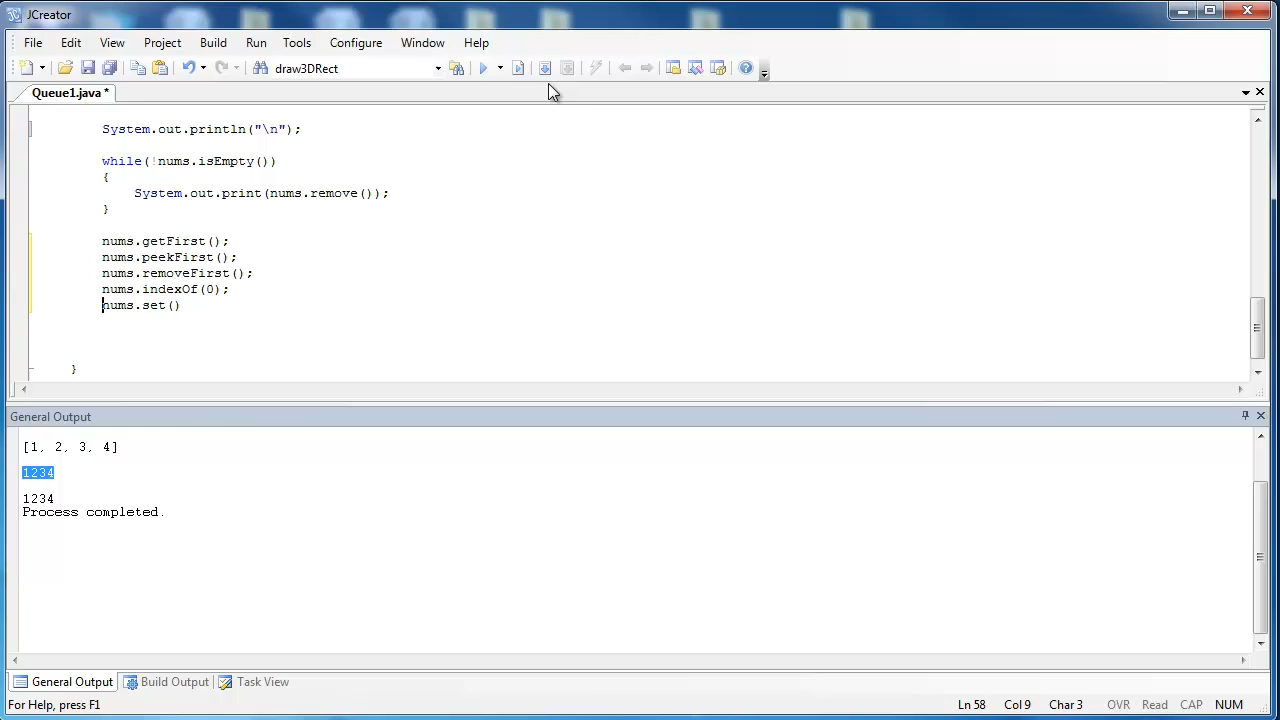 JCreator
File Edit View Project Build Run Tools Configure Window Help
draw3DRect
Queue1.java *
System.out.println("\n");
while(!nums.isEmpty())
{
System.out.print(nums.remove());
}
nums.getFirst();
nums.peekFirst();
nums.removeFirst();
nums.indexOf(0);
nums.set()
}
General Output
[1, 2, 3, 4]
1234
1234
Process completed.
General Output Build Output Task View
For Help, press F1 Ln 58 Col 9 Char 3 OVR Read CAP NUM